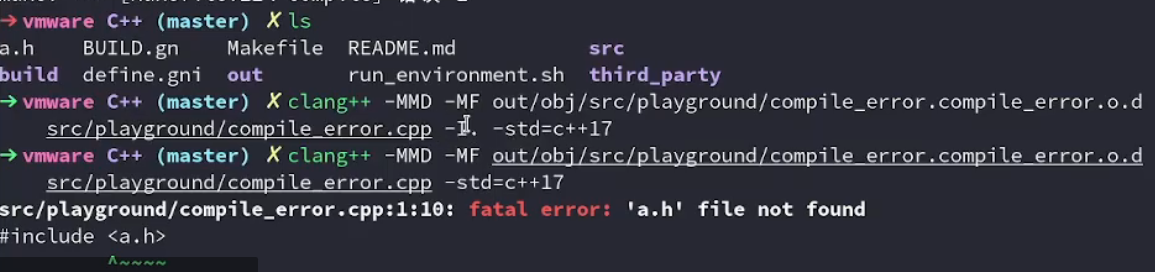 ➜ vmware C++ (master) ✗ ls
a.h BUILD.gn Makefile README.md src
build define.gni out run_environment.sh third_party
➜ vmware C++ (master) ✗ clang++ -MMD -MF out/obj/src/playground/compile_error.compile_error.o.d
src/playground/compile_error.cpp -I. -std=c++17
➜ vmware C++ (master) ✗ clang++ -MMD -MF out/obj/src/playground/compile_error.compile_error.o.d
src/playground/compile_error.cpp -std=c++17
src/playground/compile_error.cpp:1:10: fatal error: 'a.h' file not found
#include <a.h>
^~~~~